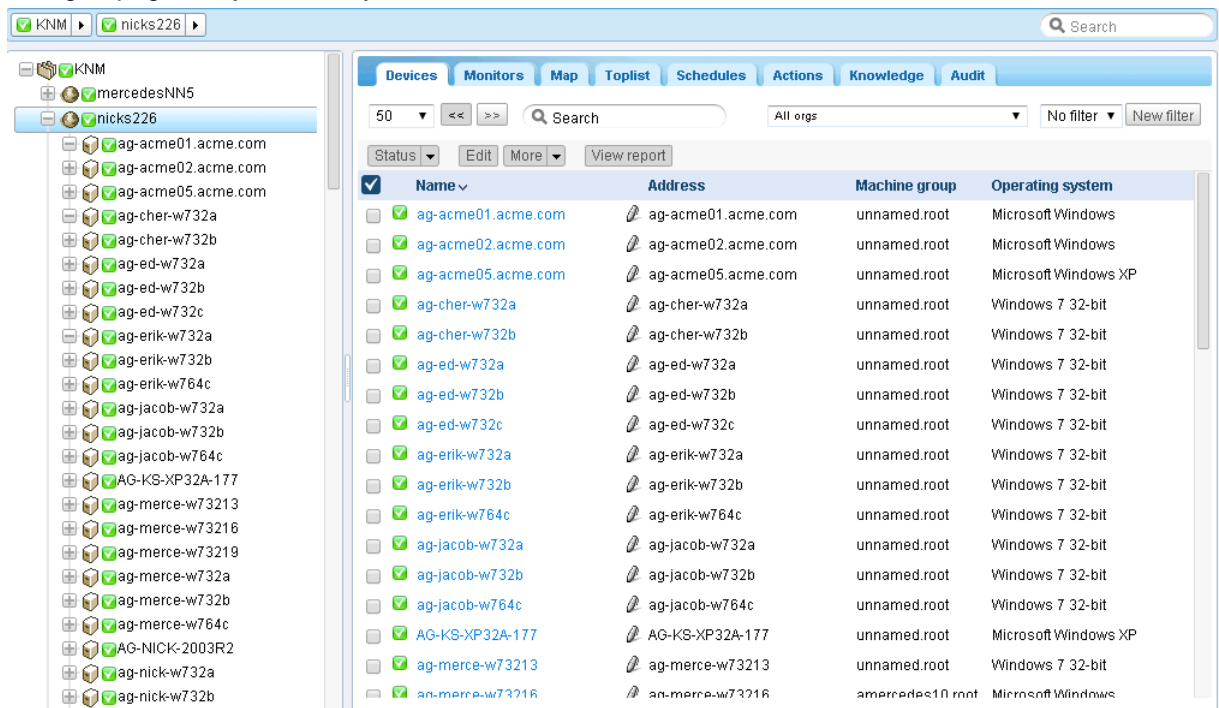 KNM nicks226 Search
KNM
mercedesNN5
nicks226
ag-acme01.acme.com
ag-acme02.acme.com
ag-acme05.acme.com
ag-cher-w732a
ag-cher-w732b
ag-ed-w732a
ag-ed-w732b
ag-ed-w732c
ag-erik-w732a
ag-erik-w732b
ag-erik-w764c
ag-jacob-w732a
ag-jacob-w732b
ag-jacob-w764c
AG-KS-XP32A-177
ag-merce-w73213
ag-merce-w73216
ag-merce-w73219
ag-merce-w732a
ag-merce-w732b
ag-merce-w764c
AG-NICK-2003R2
ag-nick-w732a
ag-nick-w732b
Devices Monitors Map Toplist Schedules Actions Knowledge Audit
50 << >> Search All orgs No filter New filter
Status Edit More View report
Name Address Machine group Operating system
ag-acme01.acme.com ag-acme01.acme.com unnamed.root Microsoft Windows
ag-acme02.acme.com ag-acme02.acme.com unnamed.root Microsoft Windows
ag-acme05.acme.com ag-acme05.acme.com unnamed.root Microsoft Windows XP
ag-cher-w732a ag-cher-w732a unnamed.root Windows 7 32-bit
ag-cher-w732b ag-cher-w732b unnamed.root Windows 7 32-bit
ag-ed-w732a ag-ed-w732a unnamed.root Windows 7 32-bit
ag-ed-w732b ag-ed-w732b unnamed.root Windows 7 32-bit
ag-ed-w732c ag-ed-w732c unnamed.root Windows 7 32-bit
ag-erik-w732a ag-erik-w732a unnamed.root Windows 7 32-bit
ag-erik-w732b ag-erik-w732b unnamed.root Windows 7 32-bit
ag-erik-w764c ag-erik-w764c unnamed.root Windows 7 32-bit
ag-jacob-w732a ag-jacob-w732a unnamed.root Windows 7 32-bit
ag-jacob-w732b ag-jacob-w732b unnamed.root Windows 7 32-bit
ag-jacob-w764c ag-jacob-w764c unnamed.root Windows 7 32-bit
AG-KS-XP32A-177 AG-KS-XP32A-177 unnamed.root Microsoft Windows XP
ag-merce-w73213 ag-merce-w73213 unnamed.root Windows 7 32-bit
ag-merce-w73216 ag-merce-w73216 amercedes10.root Microsoft Windows